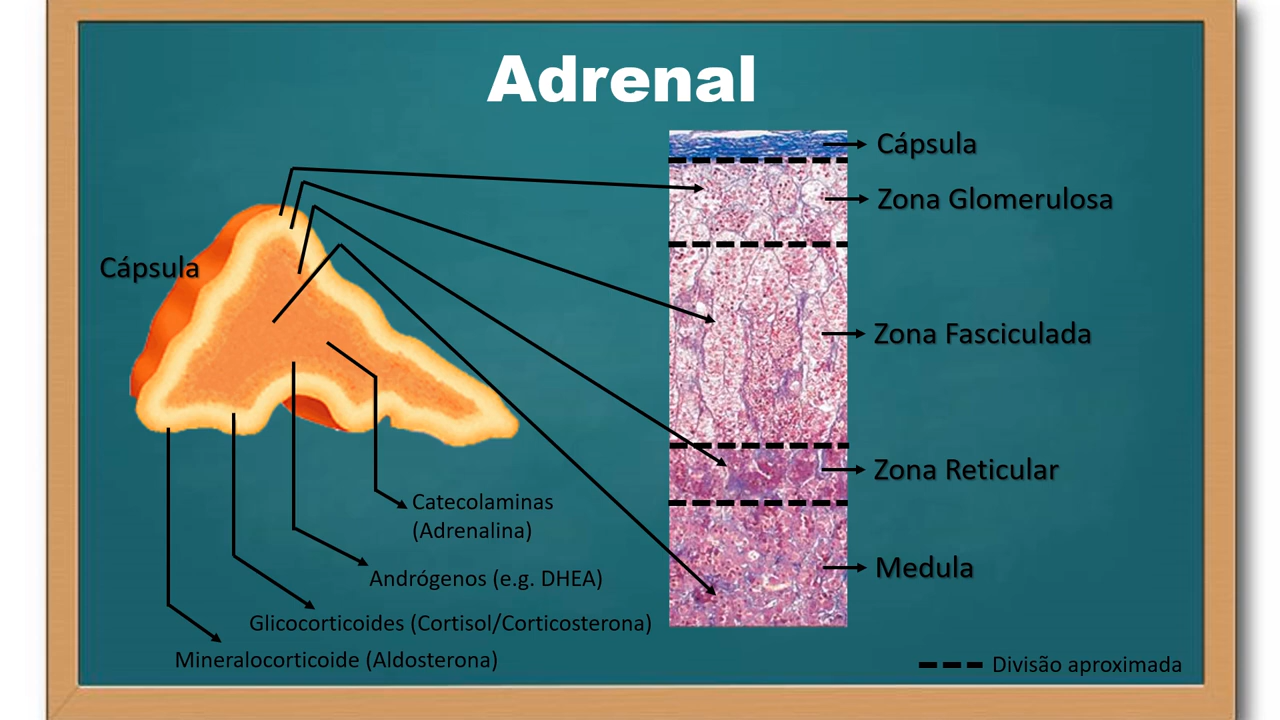 Adrenal
Cápsula
Zona Glomerulosa
Cápsula
Zona Fasciculada
Zona Reticular
Catecolaminas
(Adrenalina)
Medula
Andrógenos (e.g. DHEA)
Glicocorticoides (Cortisol/Corticosterona)
Mineralocorticoide (Aldosterona)
Divisão aproximada